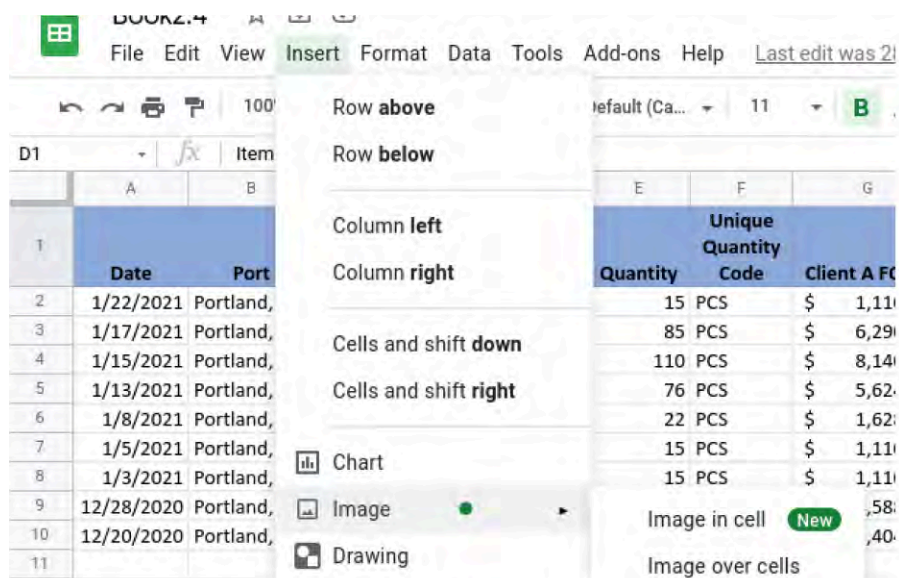 BOOK2.4
File Edit View Insert Format Data Tools Add-ons Help Last edit was
100 Default (Ca... 11 B
D1 fx Item
A B E F G
1 Date Port Quantity Unique Quantity Code Client A
2 1/22/2021 Portland, 15 PCS $
3 1/17/2021 Portland, 85 PCS $
4 1/15/2021 Portland, 110 PCS $
5 1/13/2021 Portland, 76 PCS $
6 1/8/2021 Portland, 22 PCS $
7 1/5/2021 Portland, 15 PCS $
8 1/3/2021 Portland, 15 PCS $
9 12/28/2020 Portland,
10 12/20/2020 Portland,
11
Row above
Row below
Column left
Column right
Cells and shift down
Cells and shift right
Chart
Image
Drawing
Image in cell New
Image over cells